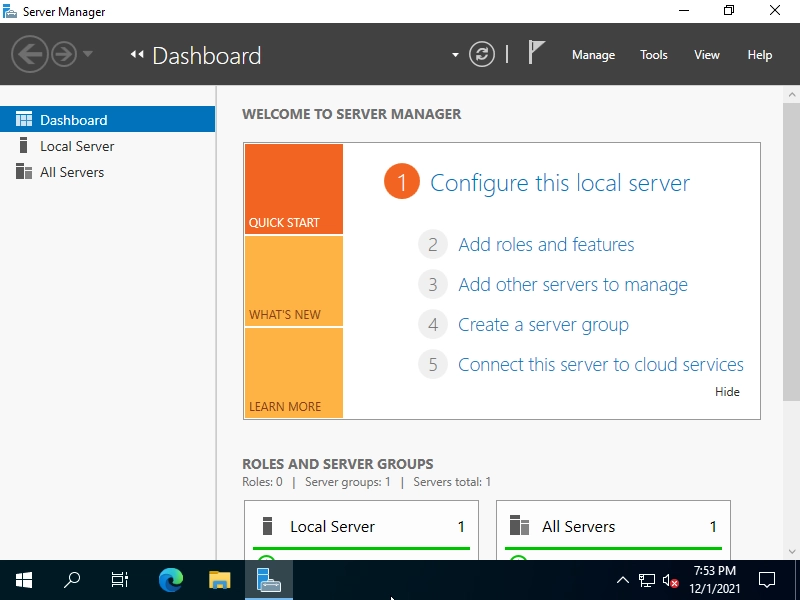 Server Manager
Dashboard
Manage Tools View Help
Dashboard
Local Server
All Servers
WELCOME TO SERVER MANAGER
QUICK START
WHAT'S NEW
LEARN MORE
1 Configure this local server
2 Add roles and features
3 Add other servers to manage
4 Create a server group
5 Connect this server to cloud services
Hide
ROLES AND SERVER GROUPS
Roles: 0 | Server groups: 1 | Servers total: 1
Local Server 1
All Servers 1
7:53 PM
12/1/2021